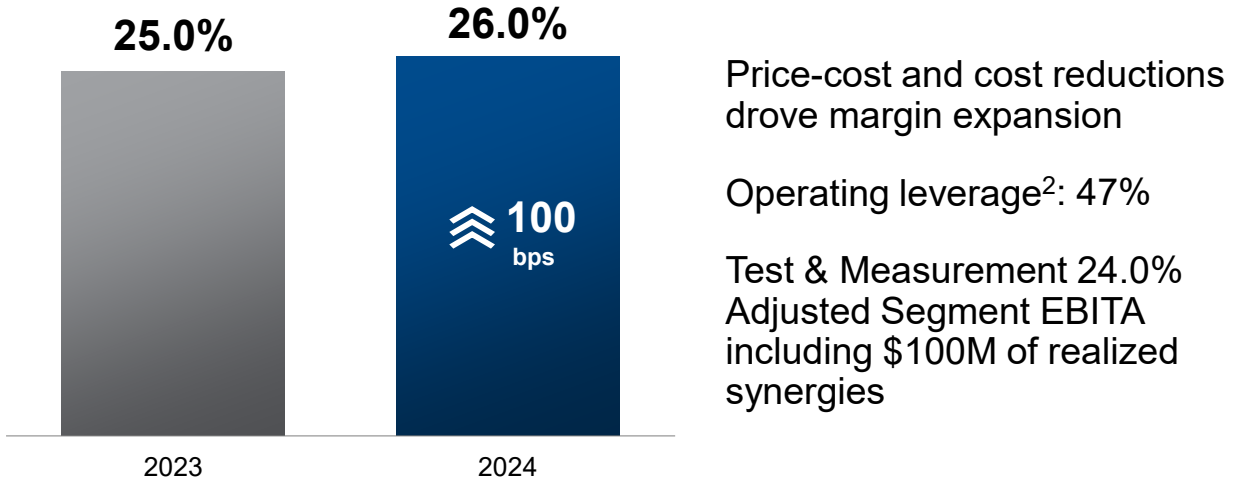 25.0%
26.0%
100
bps
2023
2024
Price-cost and cost reductions
drove margin expansion
Operating leverage²: 47%
Test & Measurement 24.0%
Adjusted Segment EBITA
including $100M of realized
synergies